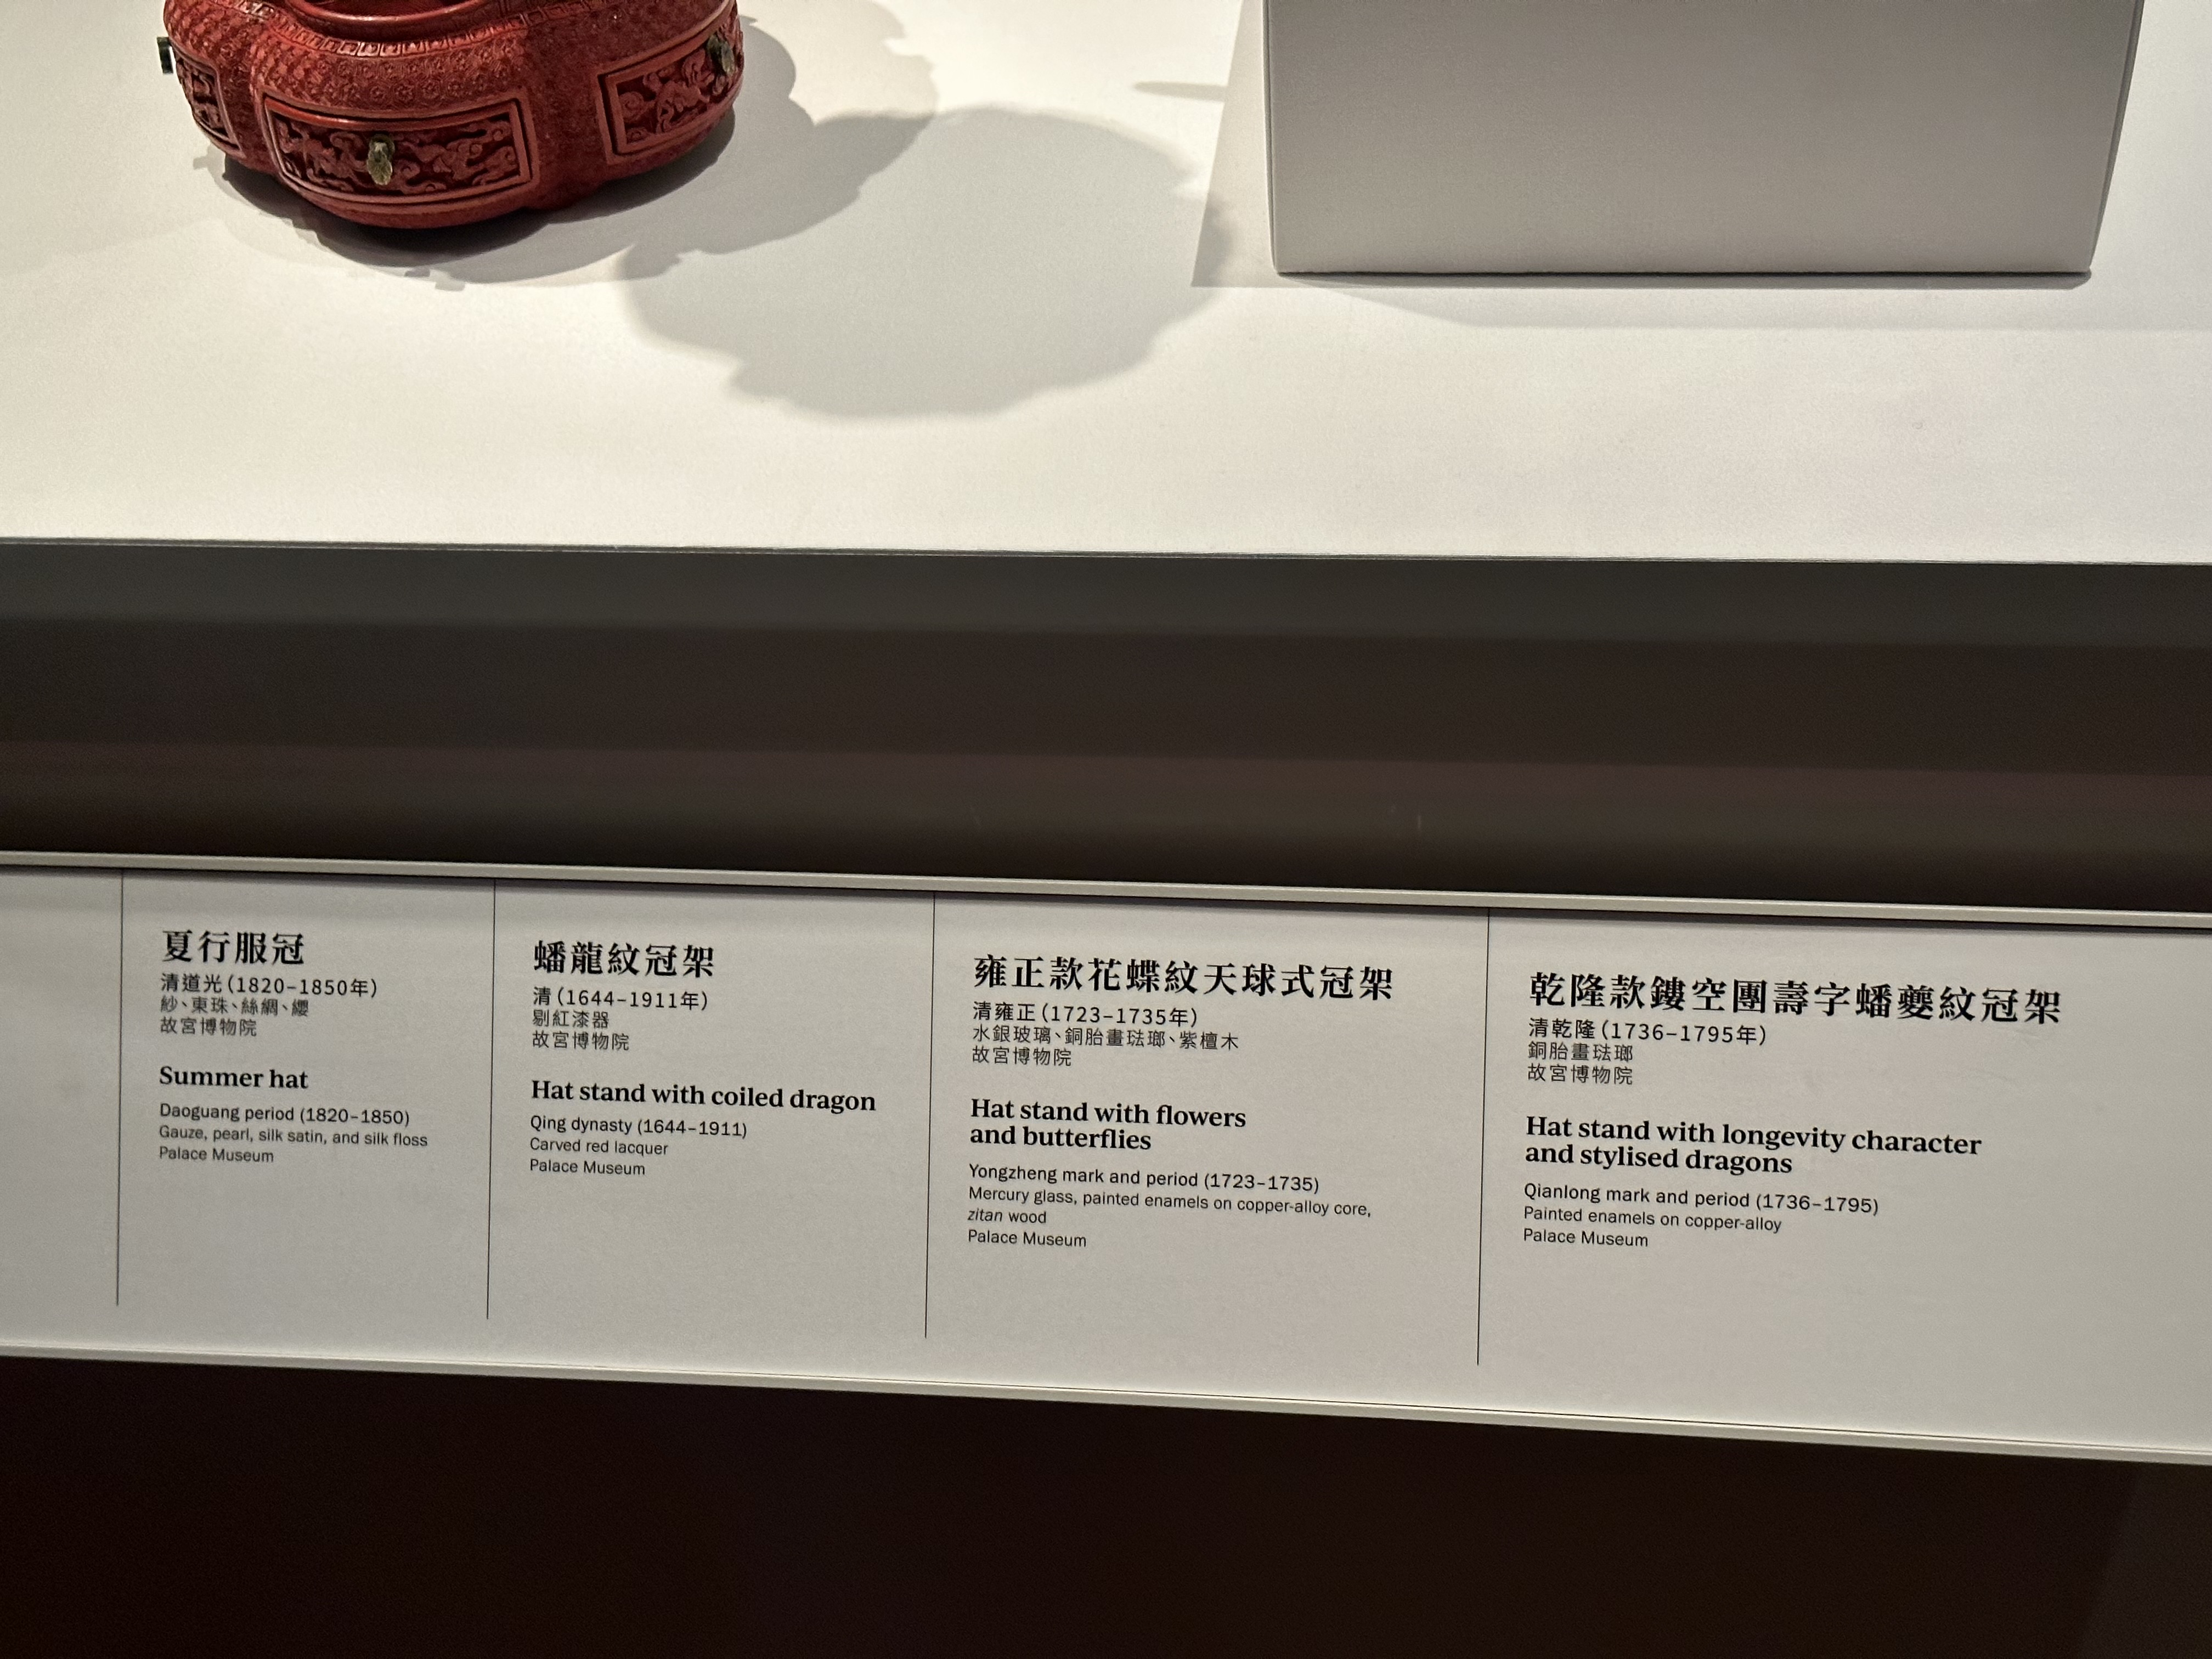 夏行服冠
清道光（1820–1850年）
紗、東珠、絲綢、纓
故宮博物院
Summer hat
Daoguang period (1820–1850)
Gauze, pearl, silk satin, and silk floss
Palace Museum
蟠龍紋冠架
清（1644–1911年）
剔紅漆器
故宮博物院
Hat stand with coiled dragon
Qing dynasty (1644–1911)
Carved red lacquer
Palace Museum
雍正款花蝶紋天球式冠架
清雍正（1723–1735年）
水銀玻璃、銅胎畫琺瑯、紫檀木
故宮博物院
Hat stand with flowers
and butterflies
Yongzheng mark and period (1723–1735)
Mercury glass, painted enamels on copper-alloy core,
zitan wood
Palace Museum
乾隆款鏤空團壽字蟠夔紋冠架
清乾隆（1736–1795年）
銅胎畫琺瑯
故宮博物院
Hat stand with longevity character
and stylised dragons
Qianlong mark and period (1736–1795)
Painted enamels on copper-alloy
Palace Museum